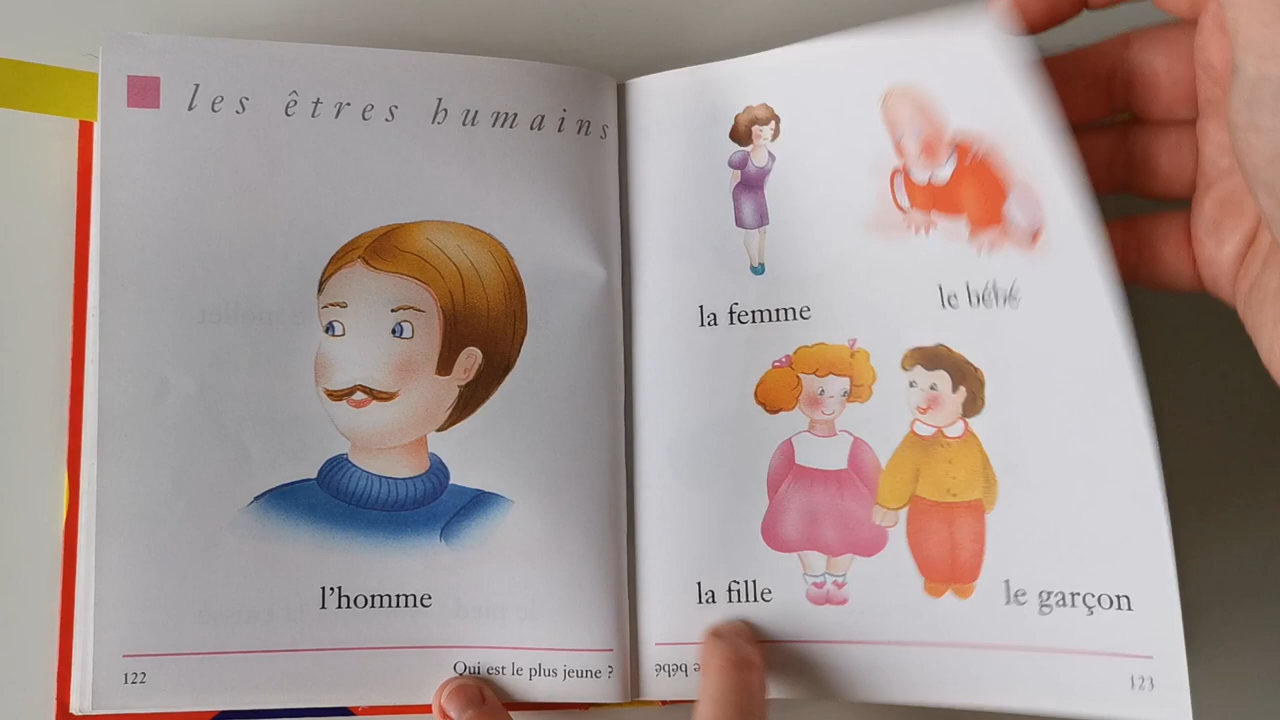 les êtres humains
l'homme
122
Qui est le plus jeune ?
la femme
le bébé
la fille
le garçon
e bébé
123